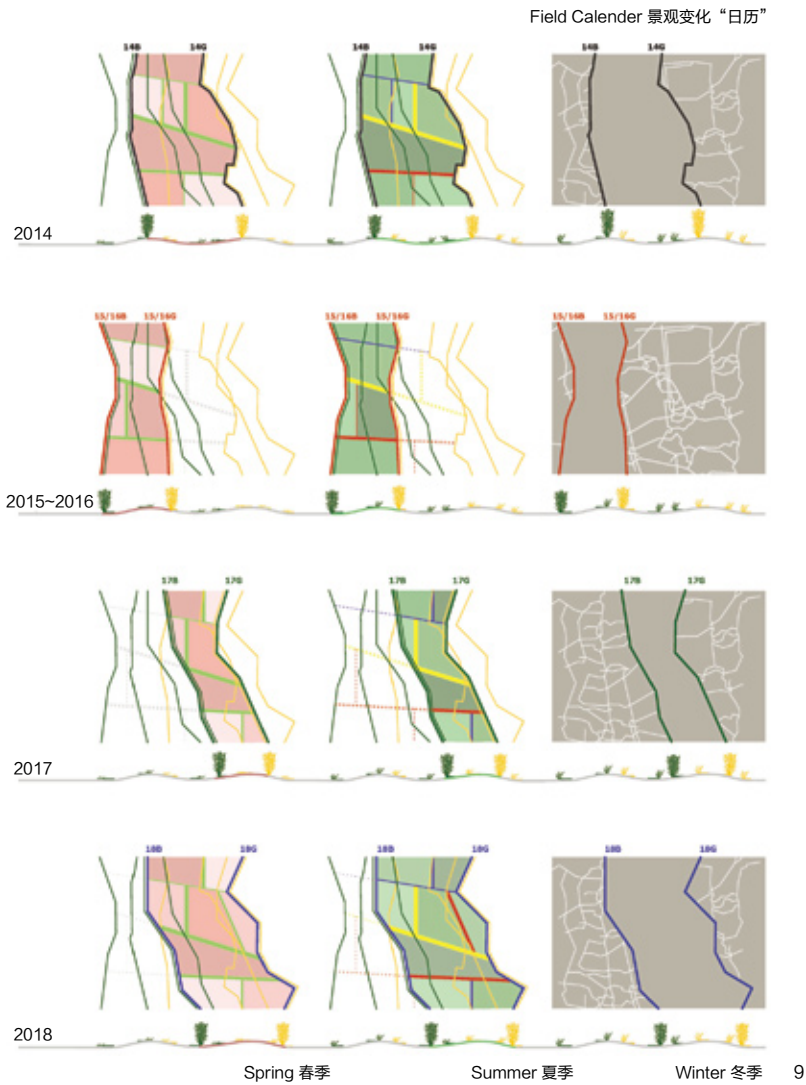 Field Calender 景观变化“日历”
14B 14G 14B 14G 14B 14G
2014
15/16B 15/16G 15/16B 15/16G 15/16B 15/16G
2015~2016
17B 17G 17B 17G 17B 17G
2017
18B 18G 18B 18G 18B 18G
2018
Spring 春季 Summer 夏季 Winter 冬季 9